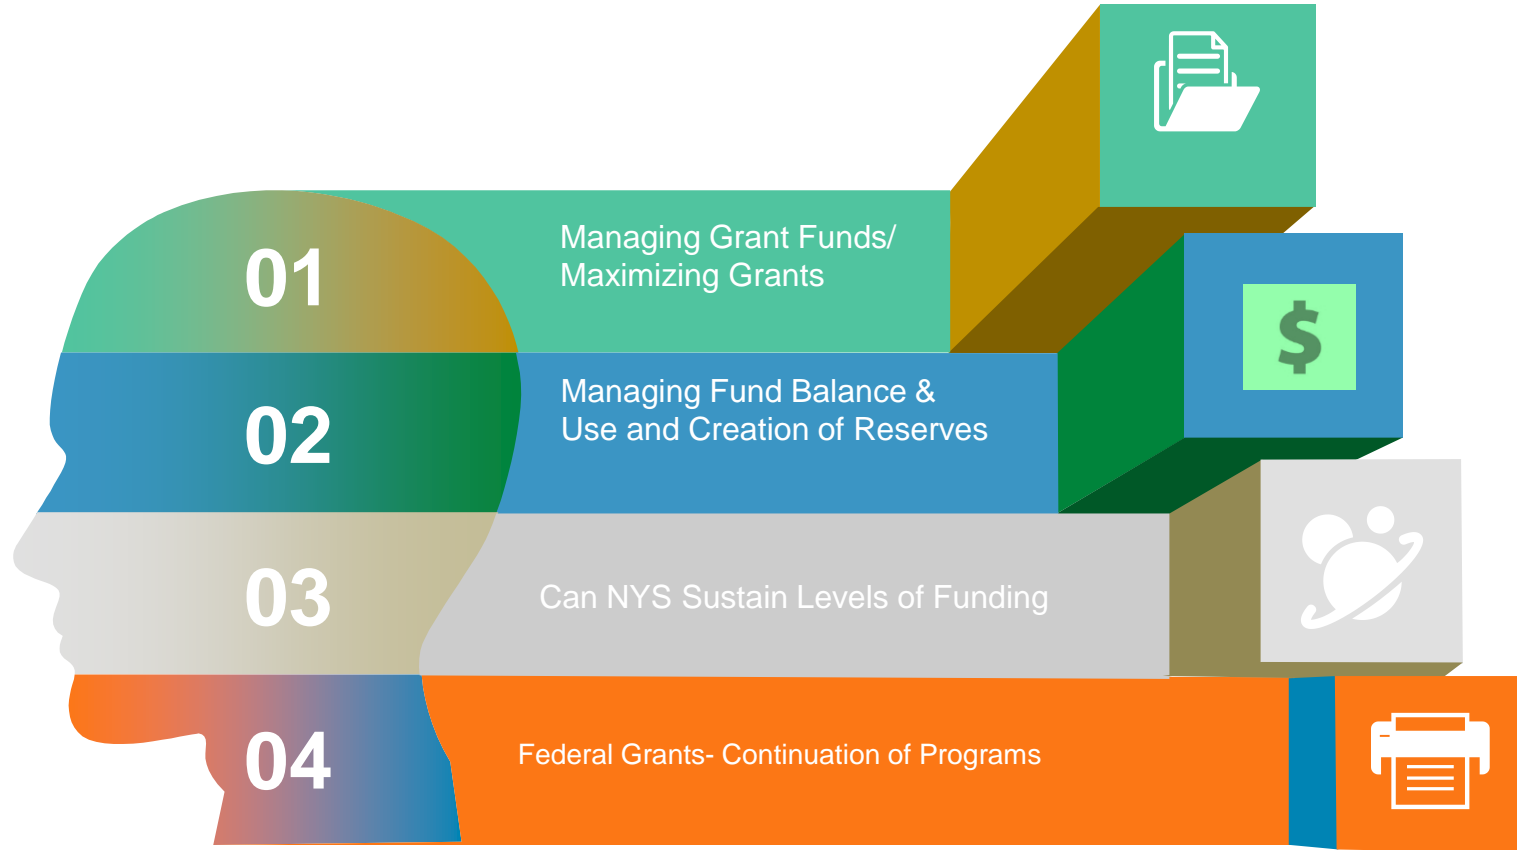 01
Managing Grant Funds/
Maximizing Grants
$
02
Managing Fund Balance &
Use and Creation of Reserves
03
Can NYS Sustain Levels of Funding
04
Federal Grants- Continuation of Programs